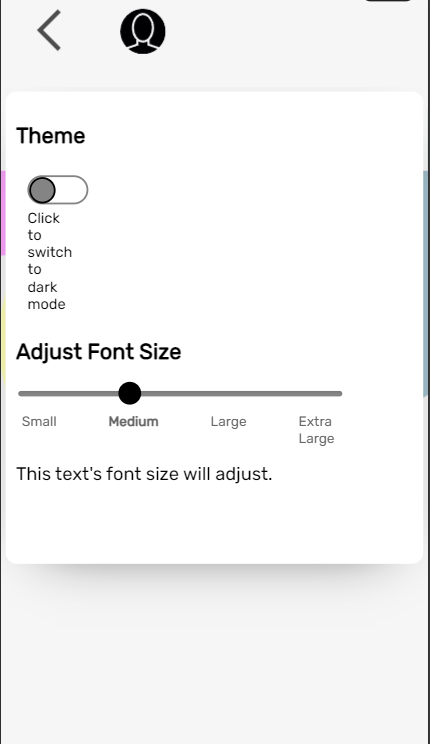 Theme
Click
to
switch
to
dark
mode
Adjust Font Size
Small
Medium
Large
Extra
Large
This text's font size will adjust.